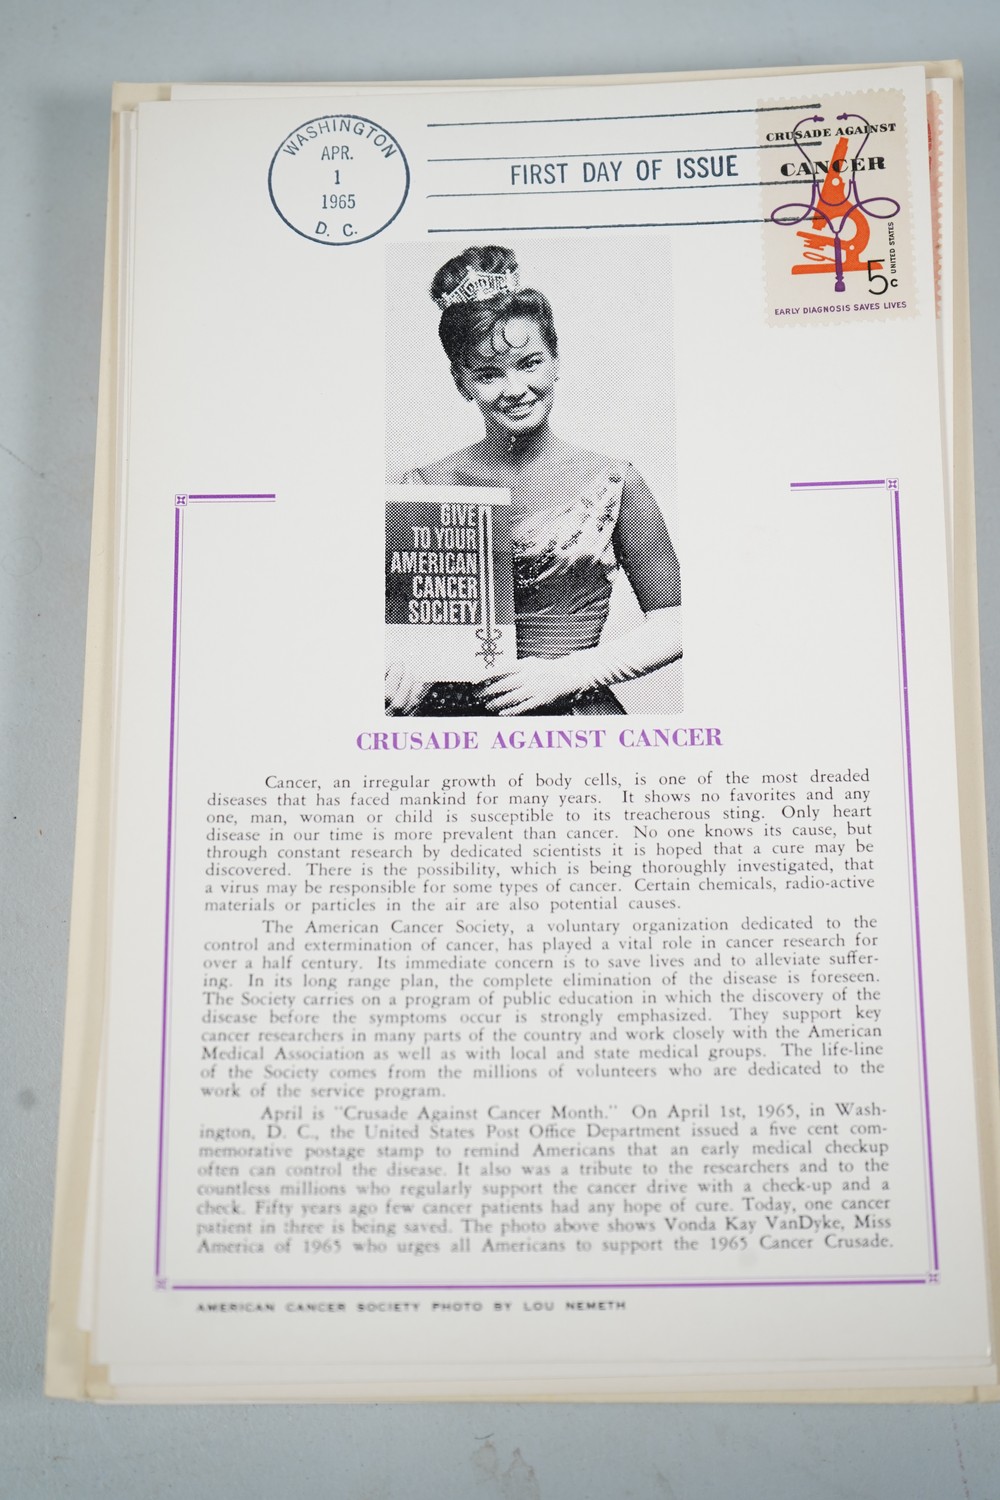 WASHINGTON
APR.
1
1965
D. C.
FIRST DAY OF ISSUE
CRUSADE AGAINST
CANCER
UNITED STATES
5c
EARLY DIAGNOSIS SAVES LIVES
GIVE
TO YOUR
AMERICAN
CANCER
SOCIETY
CRUSADE AGAINST CANCER
Cancer, an irregular growth of body cells, is one of the most dreaded
diseases that has faced mankind for many years. It shows no favorites and any
one, man, woman or child is susceptible to its treacherous sting. Only heart
disease in our time is more prevalent than cancer. No one knows its cause, but
through constant research by dedicated scientists it is hoped that a cure may be
discovered. There is the possibility, which is being thoroughly investigated, that
a virus may be responsible for some types of cancer. Certain chemicals, radio-active
materials or particles in the air are also potential causes.
The American Cancer Society, a voluntary organization dedicated to the
control and extermination of cancer, has played a vital role in cancer research for
over a half century. Its immediate concern is to save lives and to alleviate suffer-
ing. In its long range plan, the complete elimination of the disease is foreseen.
The Society carries on a program of public education in which the discovery of the
disease before the symptoms occur is strongly emphasized. They support key
cancer researchers in many parts of the country and work closely with the American
Medical Association as well as with local and state medical groups. The life-line
of the Society comes from the millions of volunteers who are dedicated to the
work of the service program.
April is "Crusade Against Cancer Month." On April 1st, 1965, in Wash-
ington, D. C., the United States Post Office Department issued a five cent com-
memorative postage stamp to remind Americans that an early medical checkup
often can control the disease. It also was a tribute to the researchers and to the
countless millions who regularly support the cancer drive with a check-up and a
check. Fifty years ago few cancer patients had any hope of cure. Today, one cancer
patient in three is being saved. The photo above shows Vonda Kay VanDyke, Miss
America of 1965 who urges all Americans to support the 1965 Cancer Crusade.
AMERICAN CANCER SOCIETY PHOTO BY LOU NEMETH